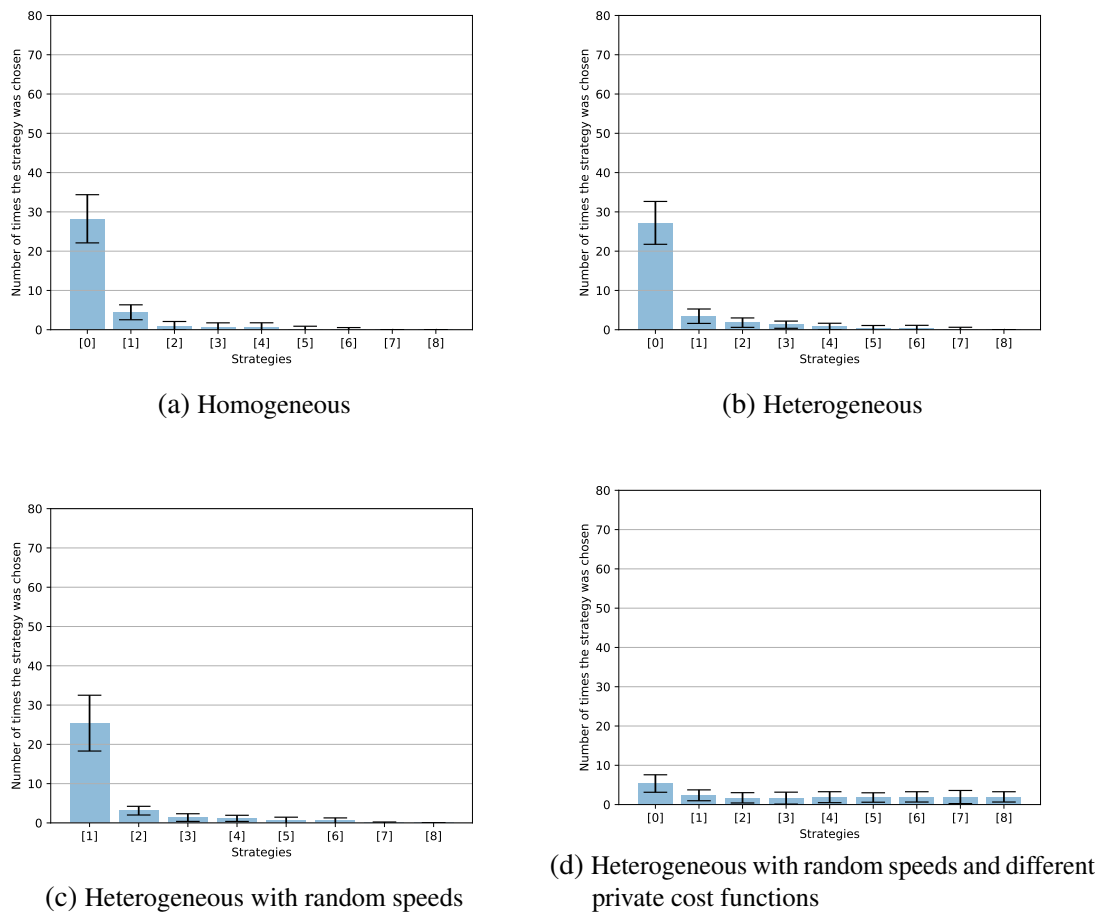 80
70
60
50
40
30
20
10
0
Number of times the strategy was chosen
[0] [1] [2] [3] [4] [5] [6] [7] [8]
Strategies
(a) Homogeneous
80
70
60
50
40
30
20
10
0
Number of times the strategy was chosen
[0] [1] [2] [3] [4] [5] [6] [7] [8]
Strategies
(b) Heterogeneous
80
70
60
50
40
30
20
10
0
Number of times the strategy was chosen
[1] [2] [3] [4] [5] [6] [7] [8]
Strategies
(c) Heterogeneous with random speeds
80
70
60
50
40
30
20
10
0
Number of times the strategy was chosen
[0] [1] [2] [3] [4] [5] [6] [7] [8]
Strategies
(d) Heterogeneous with random speeds and different
private cost functions